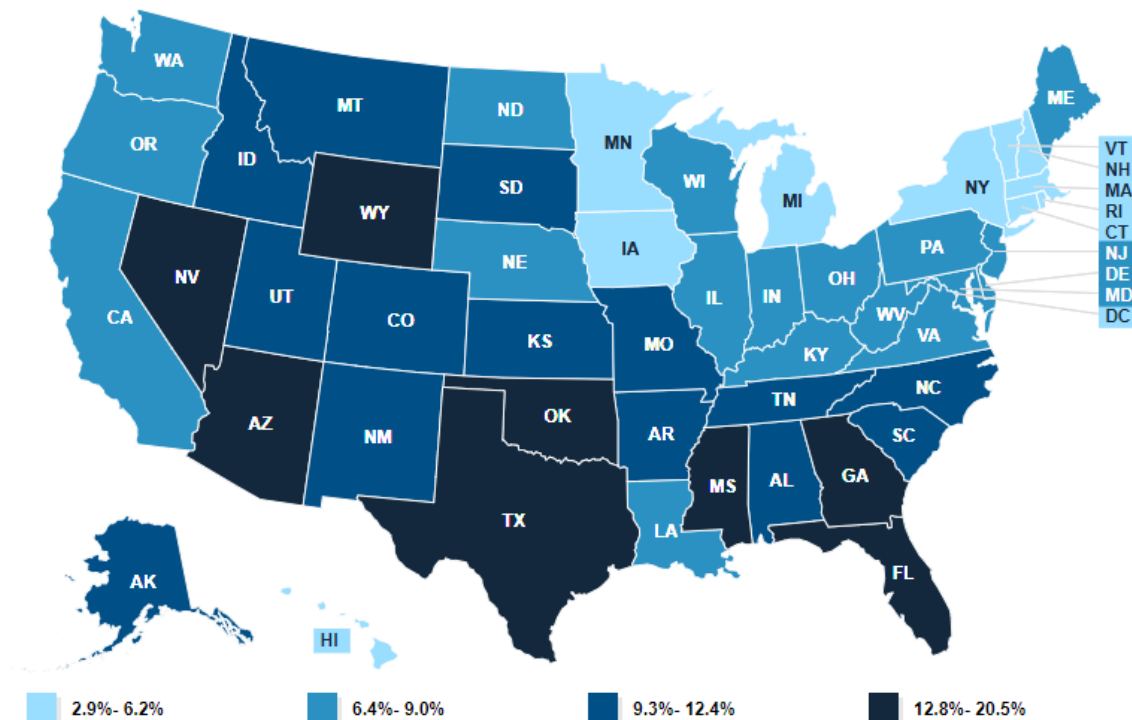 WA
ME
MT
ND
OR
MN
VT
ID
NH
SD
WI
NY
MA
WY
MI
RI
CT
IA
PA
NJ
NE
NV
OH
DE
UT
IL
IN
MD
CA
CO
WV
DC
KS
MO
VA
KY
NC
TN
OK
AZ
NM
AR
SC
MS
AL
GA
TX
LA
FL
AK
HI
2.9%- 6.2%
6.4%- 9.0%
9.3%- 12.4%
12.8%- 20.5%